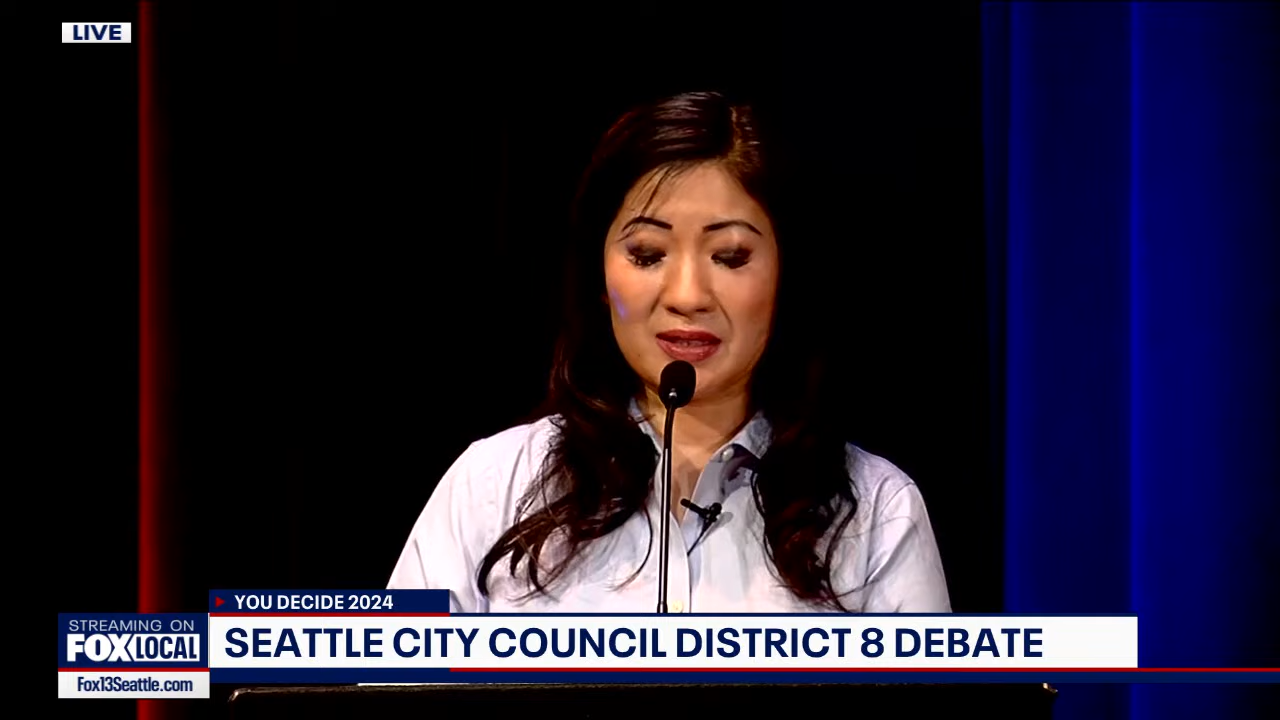 LIVE
YOU DECIDE 2024
STREAMING ON
FOX LOCAL
SEATTLE CITY COUNCIL DISTRICT 8 DEBATE
Fox13Seattle.com